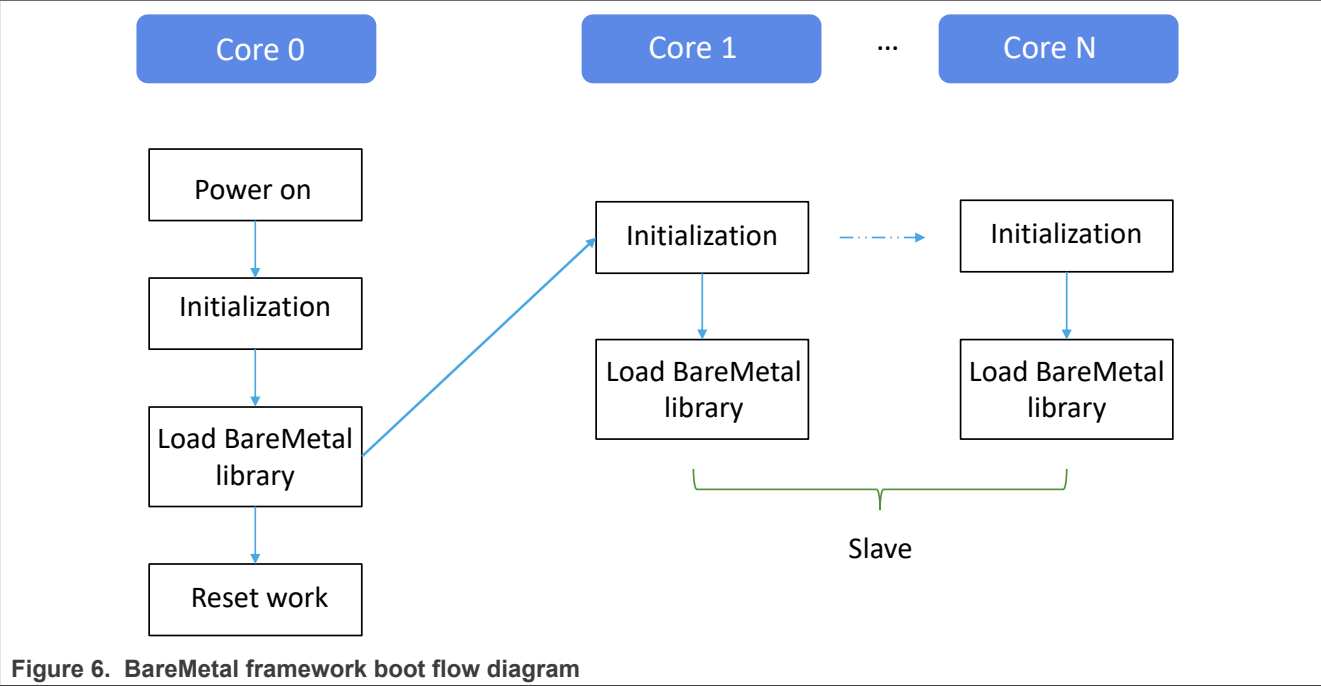 Core 0
Core 1
...
Core N
Power on
Initialization
Load BareMetal
library
Reset work
Initialization
Load BareMetal
library
Initialization
Load BareMetal
library
Slave
Figure 6. BareMetal framework boot flow diagram